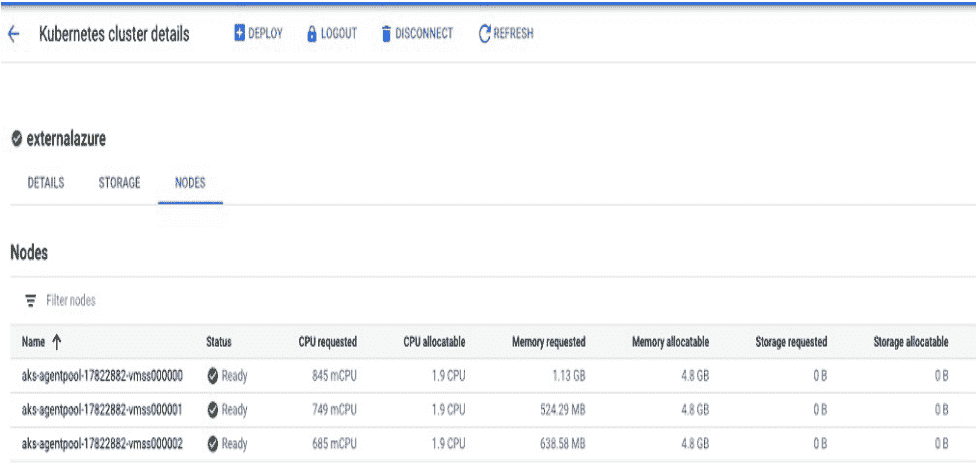 Kubernetes cluster details DEPLOY LOGOUT DISCONNECT REFRESH
externalazure
DETAILS STORAGE NODES
Nodes
Filter nodes
Name Status CPU requested CPU allocatable Memory requested Memory allocatable Storage requested Storage allocatable
aks-agentpool-17822882-vmss000000 Ready 845 mCPU 1.9 CPU 1.13 GB 4.8 GB 0 B 0 B
aks-agentpool-17822882-vmss000001 Ready 749 mCPU 1.9 CPU 524.29 MB 4.8 GB 0 B 0 B
aks-agentpool-17822882-vmss000002 Ready 685 mCPU 1.9 CPU 638.58 MB 4.8 GB 0 B 0 B